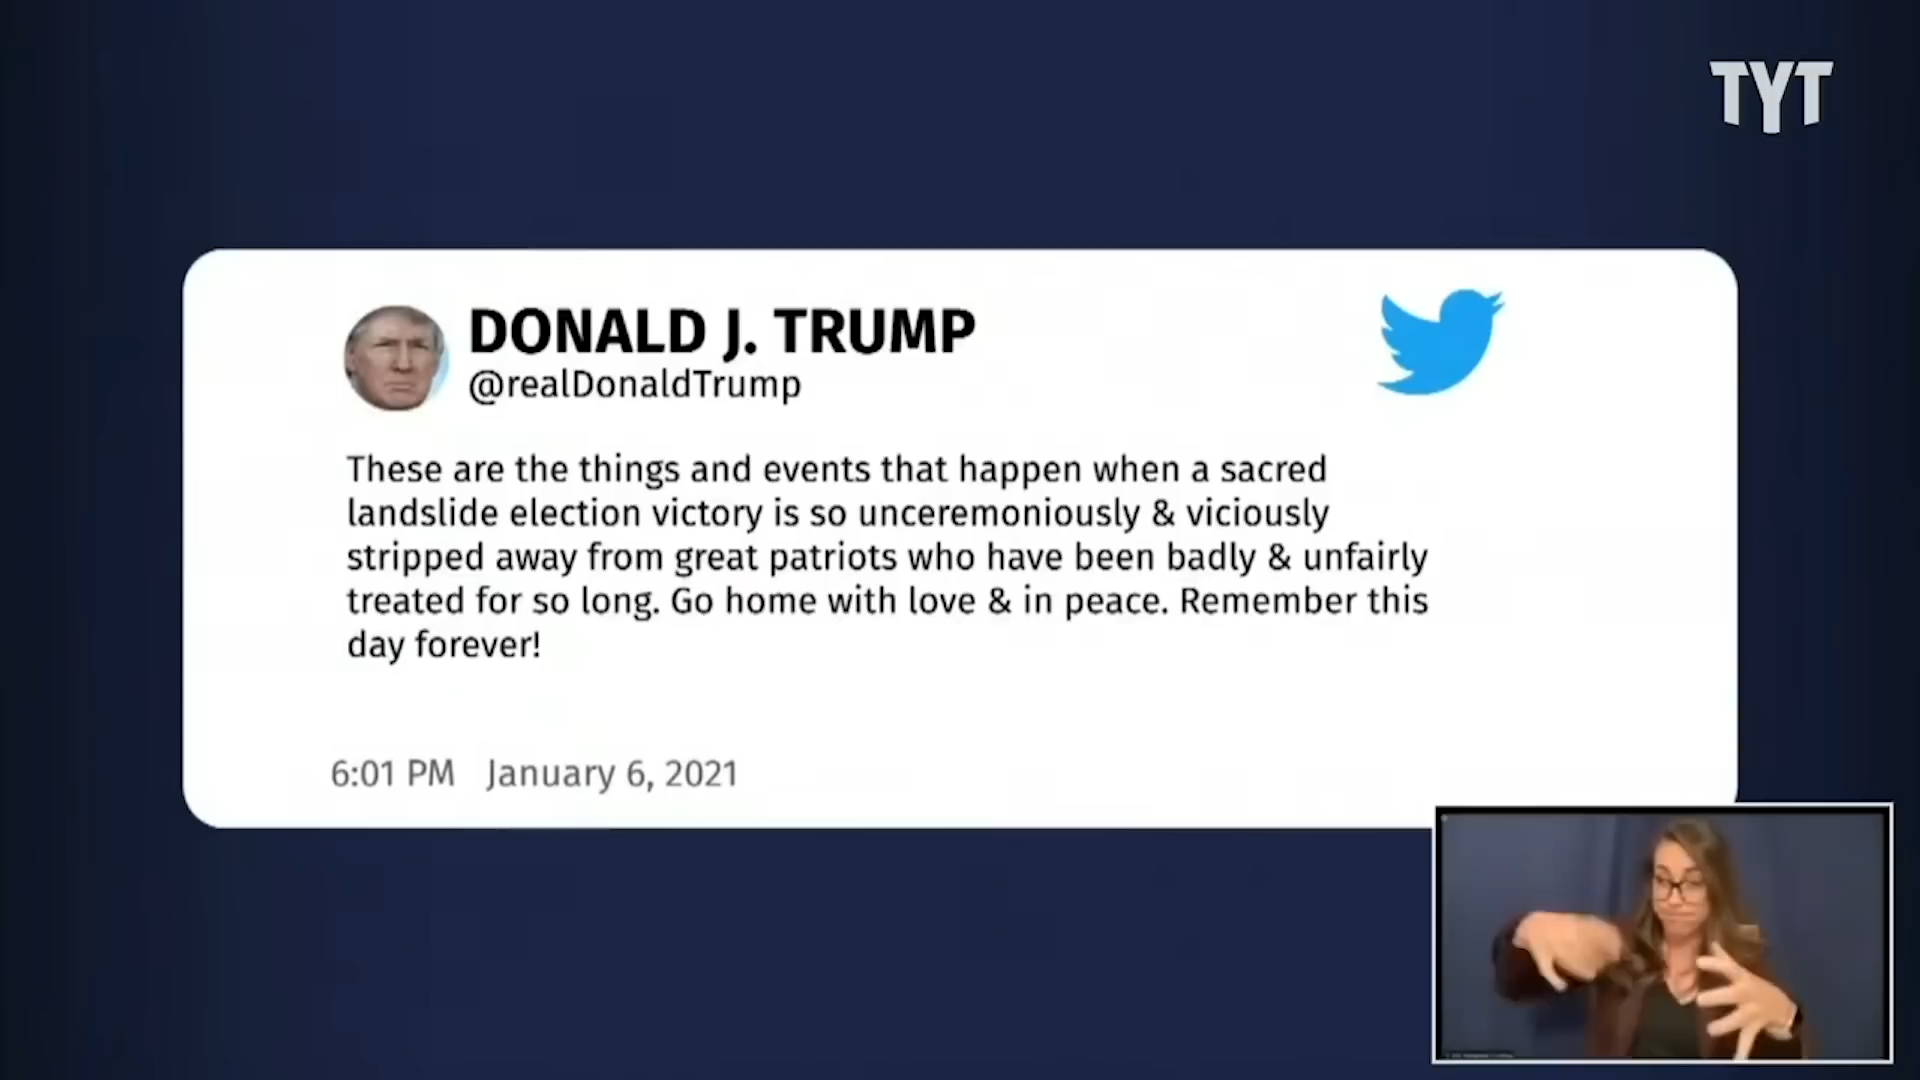 TYT
DONALD J. TRUMP
@realDonaldTrump
These are the things and events that happen when a sacred
landslide election victory is so unceremoniously & viciously
stripped away from great patriots who have been badly & unfairly
treated for so long. Go home with love & in peace. Remember this
day forever!
6:01 PM January 6, 2021